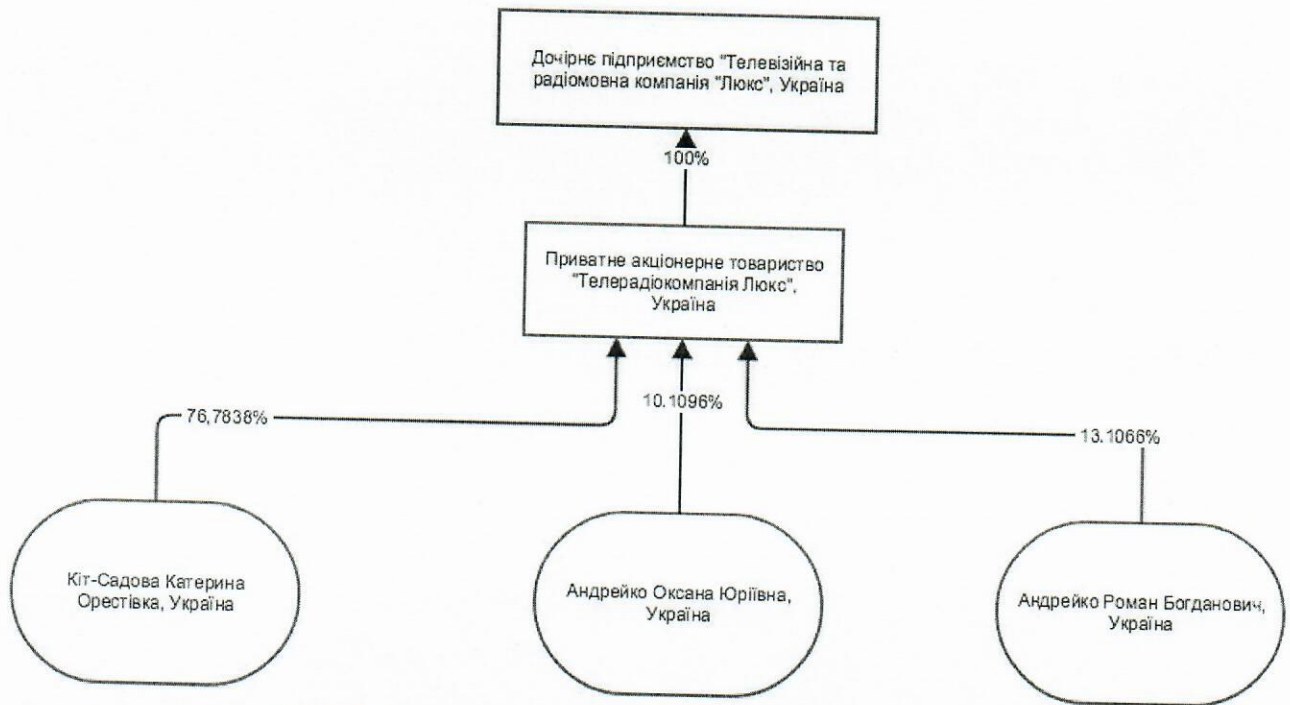 Дочірнє підприємство "Телевізійна та
радіомовна компанія "Люкс", Україна
100%
Приватне акціонерне товариство
"Телерадіокомпанія Люкс",
Україна
76,7838%
10.1096%
13.1066%
Кіт-Садова Катерина
Орестівка, Україна
Андрейко Оксана Юріївна,
Україна
Андрейко Роман Богданович,
Україна